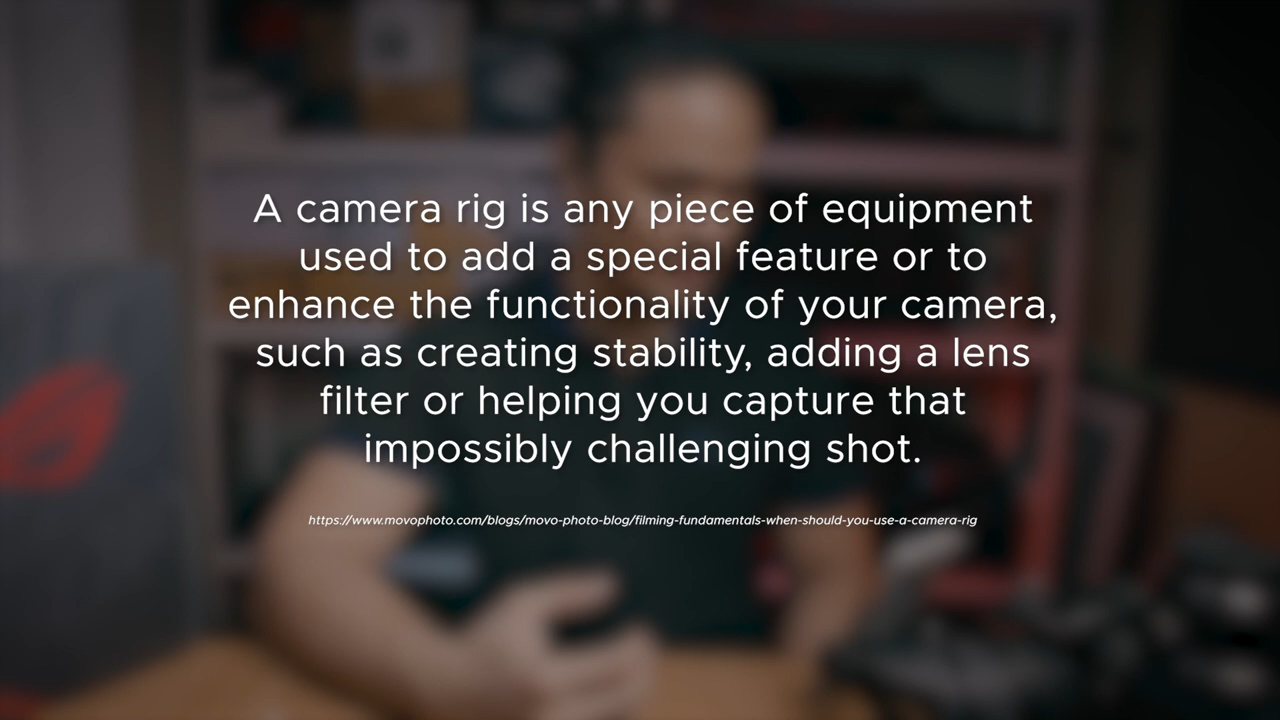 A camera rig is any piece of equipment
used to add a special feature or to
enhance the functionality of your camera,
such as creating stability, adding a lens
filter or helping you capture that
impossibly challenging shot.
https://www.movophoto.com/blogs/movo-photo-blog/filming-fundamentals-when-should-you-use-a-camera-rig